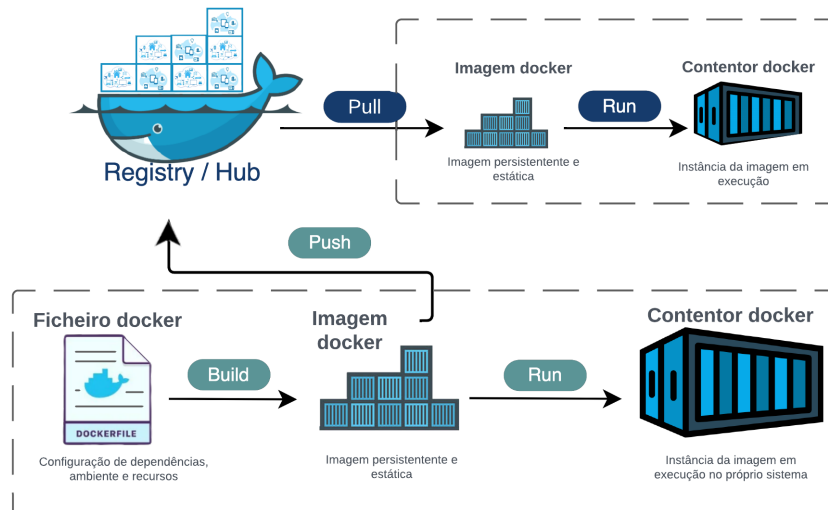 Imagem docker
Contentor docker
Pull
Run
Registry / Hub
Imagem persistentente e
estática
Instância da imagem em
execução
Push
Ficheiro docker
Imagem
docker
Contentor docker
Build
Run
DOCKERFILE
Configuração de dependências,
ambiente e recursos
Imagem persistentente e
estática
Instância da imagem em
execução no próprio sistema